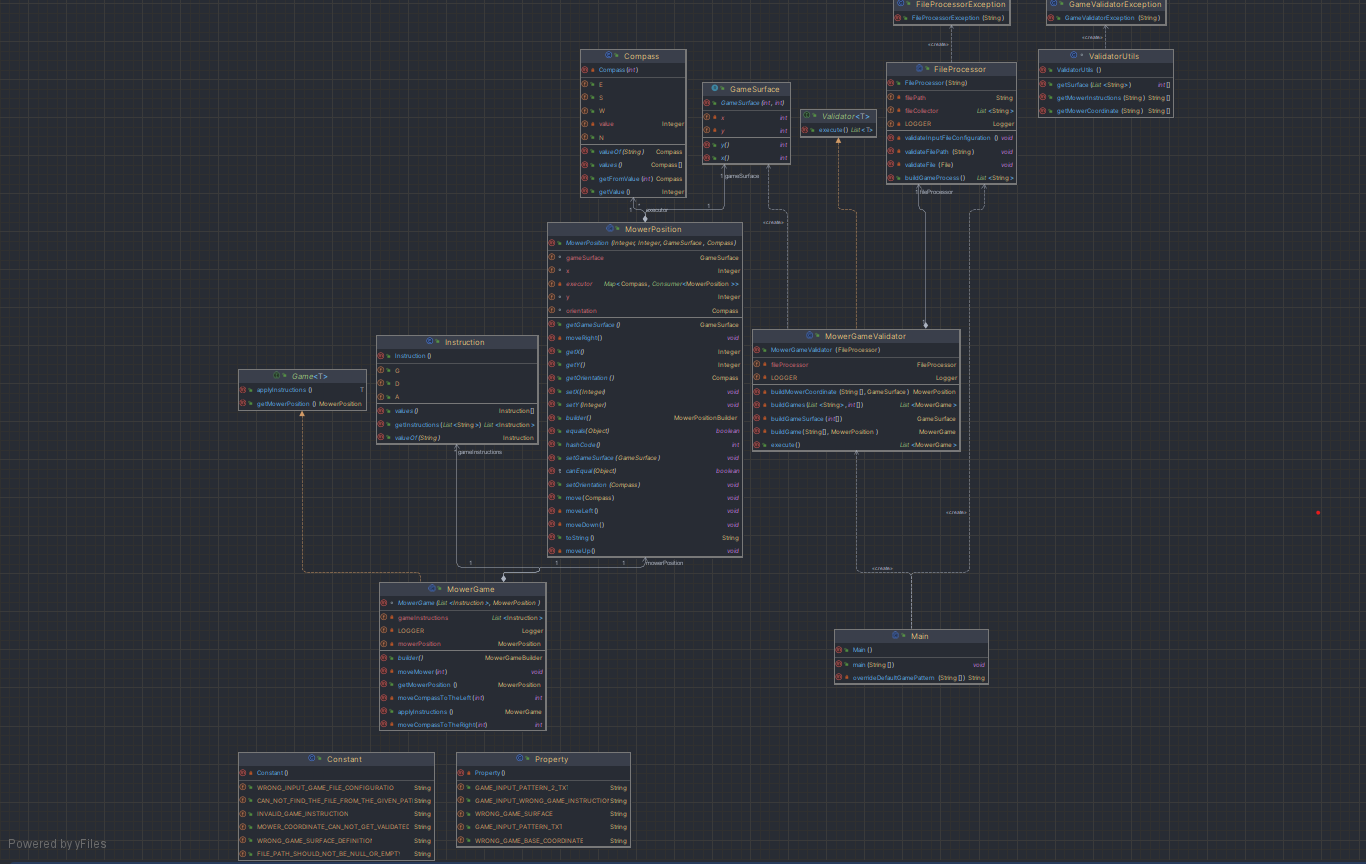 FileProcessorException
FileProcessorException (String)
«create»
GameValidatorException
GameValidatorException (String)
«create»
Compass
Compass (int)
E
S
W
value Integer
N
valueOf (String) Compass
values () Compass []
getFromValue (int) Compass
getValue () Integer
GameSurface
GameSurface (int, int)
x int
y int
y() int
x() int
Validator<T>
execute () List <T>
FileProcessor
FileProcessor (String)
filePath String
fileCollector List <String>
LOGGER Logger
validateInputFileConfiguration () void
validateFilePath (String) void
validateFile (File) void
buildGameProcess () List <String>
ValidatorUtils
ValidatorUtils ()
getSurface (List <String>) int []
getMowerInstructions (String) String []
getMowerCoordinate (String) String []
1 gameSurface
1 * executor 1
1 fileProcessor
«create»
MowerPosition
MowerPosition (Integer, Integer, GameSurface, Compass)
gameSurface GameSurface
x Integer
executor Map<Compass, Consumer<MowerPosition>>
y Integer
orientation Compass
getGameSurface () GameSurface
moveRight () void
getX() Integer
getY() Integer
getOrientation () Compass
setX(Integer) void
setY (Integer) void
builder() MowerPositionBuilder
equals (Object) boolean
hashCode() int
setGameSurface (GameSurface) void
canEqual (Object) boolean
setOrientation (Compass) void
move (Compass) void
moveLeft () void
moveDown () void
toString () String
moveUp () void
Instruction
Instruction ()
G
D
A
values () Instruction []
getInstructions (List <String>) List <Instruction>
valueOf (String) Instruction
gameInstructions
Game<T>
applyInstructions () T
getMowerPosition () MowerPosition
1
MowerGameValidator
MowerGameValidator (FileProcessor)
fileProcessor FileProcessor
LOGGER Logger
buildMowerCoordinate (String [], GameSurface) MowerPosition
buildGames (List <String>, int []) List <MowerGame>
buildGameSurface (int []) GameSurface
buildGame (String[], MowerPosition) MowerGame
execute () List <MowerGame>
«create»
1 1 1 mowerPosition
«create»
MowerGame
MowerGame (List <Instruction>, MowerPosition)
gameInstructions List <Instruction>
LOGGER Logger
mowerPosition MowerPosition
builder() MowerGameBuilder
moveMower (int) void
getMowerPosition () MowerPosition
moveCompassToTheLeft (int) int
applyInstructions () MowerGame
moveCompassToTheRight (int) int
Main
Main ()
main (String []) void
overrideDefaultGamePattern (String []) String
Constant
Constant ()
WRONG_INPUT_GAME_FILE_CONFIGURATIO String
CAN_NOT_FIND_THE_FILE_FROM_THE_GIVEN_PAT String
INVALID_GAME_INSTRUCTION String
MOWER_COORDINATE_CAN_NOT_GET_VALIDATED String
WRONG_GAME_SURFACE_DEFINITION String
FILE_PATH_SHOULD_NOT_BE_NULL_OR_EMPTY String
Property
Property ()
GAME_INPUT_PATTERN_2_TXT String
GAME_INPUT_WRONG_GAME_INSTRUCTION String
WRONG_GAME_SURFACE String
GAME_INPUT_PATTERN_TXT String
WRONG_GAME_BASE_COORDINATE String
Powered by yFiles